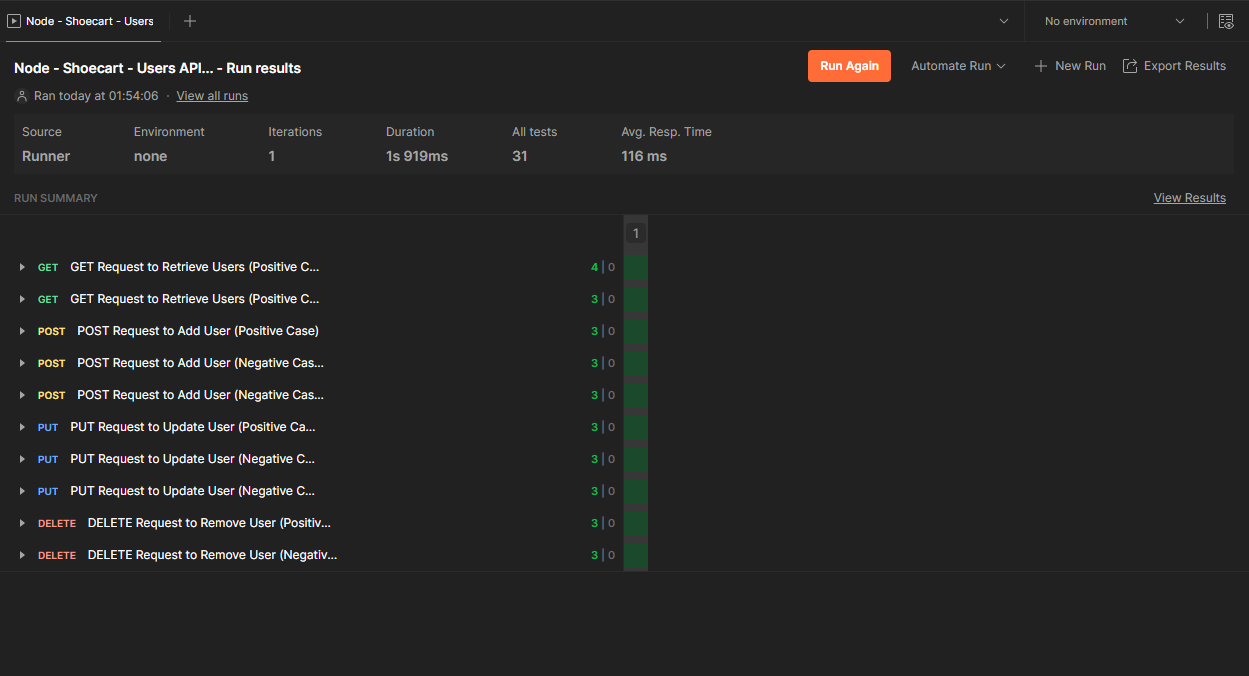 Node - Shoecart - Users
No environment
Node - Shoecart - Users API... - Run results
Run Again
Automate Run
New Run
Export Results
Ran today at 01:54:06 · View all runs
Source Environment Iterations Duration All tests Avg. Resp. Time
Runner none 1 1s 919ms 31 116 ms
RUN SUMMARY
View Results
1
GET GET Request to Retrieve Users (Positive C... 4 | 0
GET GET Request to Retrieve Users (Positive C... 3 | 0
POST POST Request to Add User (Positive Case) 3 | 0
POST POST Request to Add User (Negative Cas... 3 | 0
POST POST Request to Add User (Negative Cas... 3 | 0
PUT PUT Request to Update User (Positive Ca... 3 | 0
PUT PUT Request to Update User (Negative C... 3 | 0
PUT PUT Request to Update User (Negative C... 3 | 0
DELETE DELETE Request to Remove User (Positiv... 3 | 0
DELETE DELETE Request to Remove User (Negativ... 3 | 0